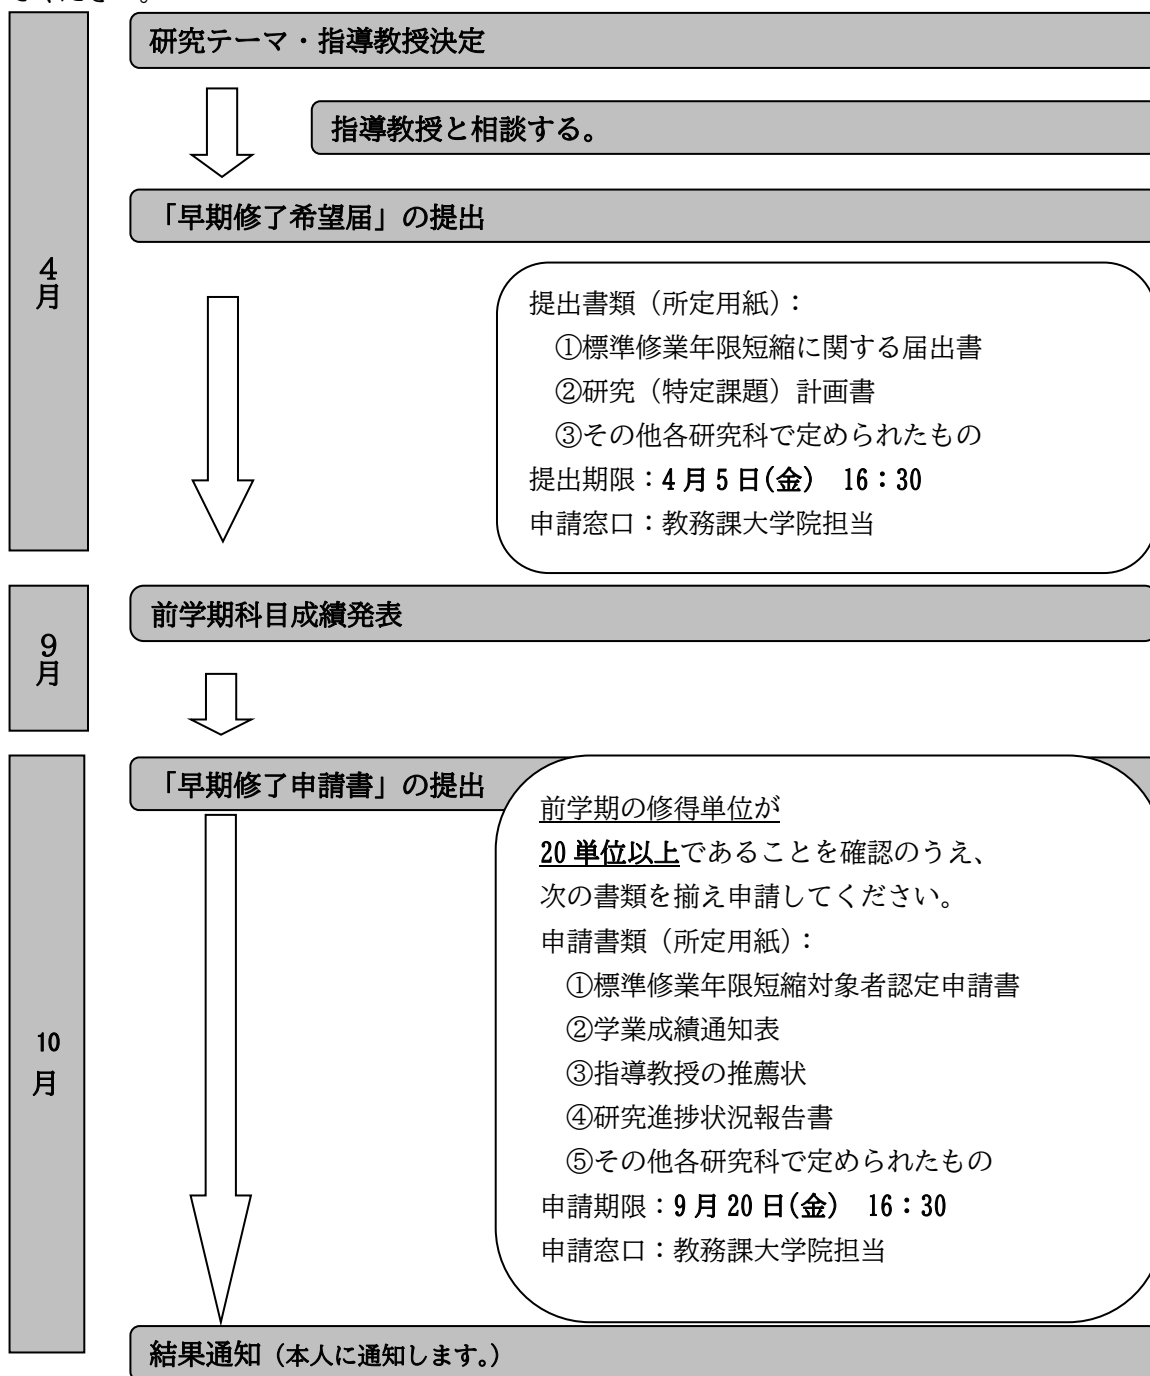 研究テーマ・指導教授決定
指導教授と相談する。
「早期修了希望届」の提出
4月
提出書類（所定用紙）：
①標準修業年限短縮に関する届出書
②研究（特定課題）計画書
③その他各研究科で定められたもの
提出期限：4月5日(金)　16：30
申請窓口：教務課大学院担当
9月
前学期科目成績発表
10月
「早期修了申請書」の提出
前学期の修得単位が
20単位以上であることを確認のうえ、
次の書類を揃え申請してください。
申請書類（所定用紙）：
①標準修業年限短縮対象者認定申請書
②学業成績通知表
③指導教授の推薦状
④研究進捗状況報告書
⑤その他各研究科で定められたもの
申請期限：9月20日(金)　16：30
申請窓口：教務課大学院担当
結果通知（本人に通知します。）